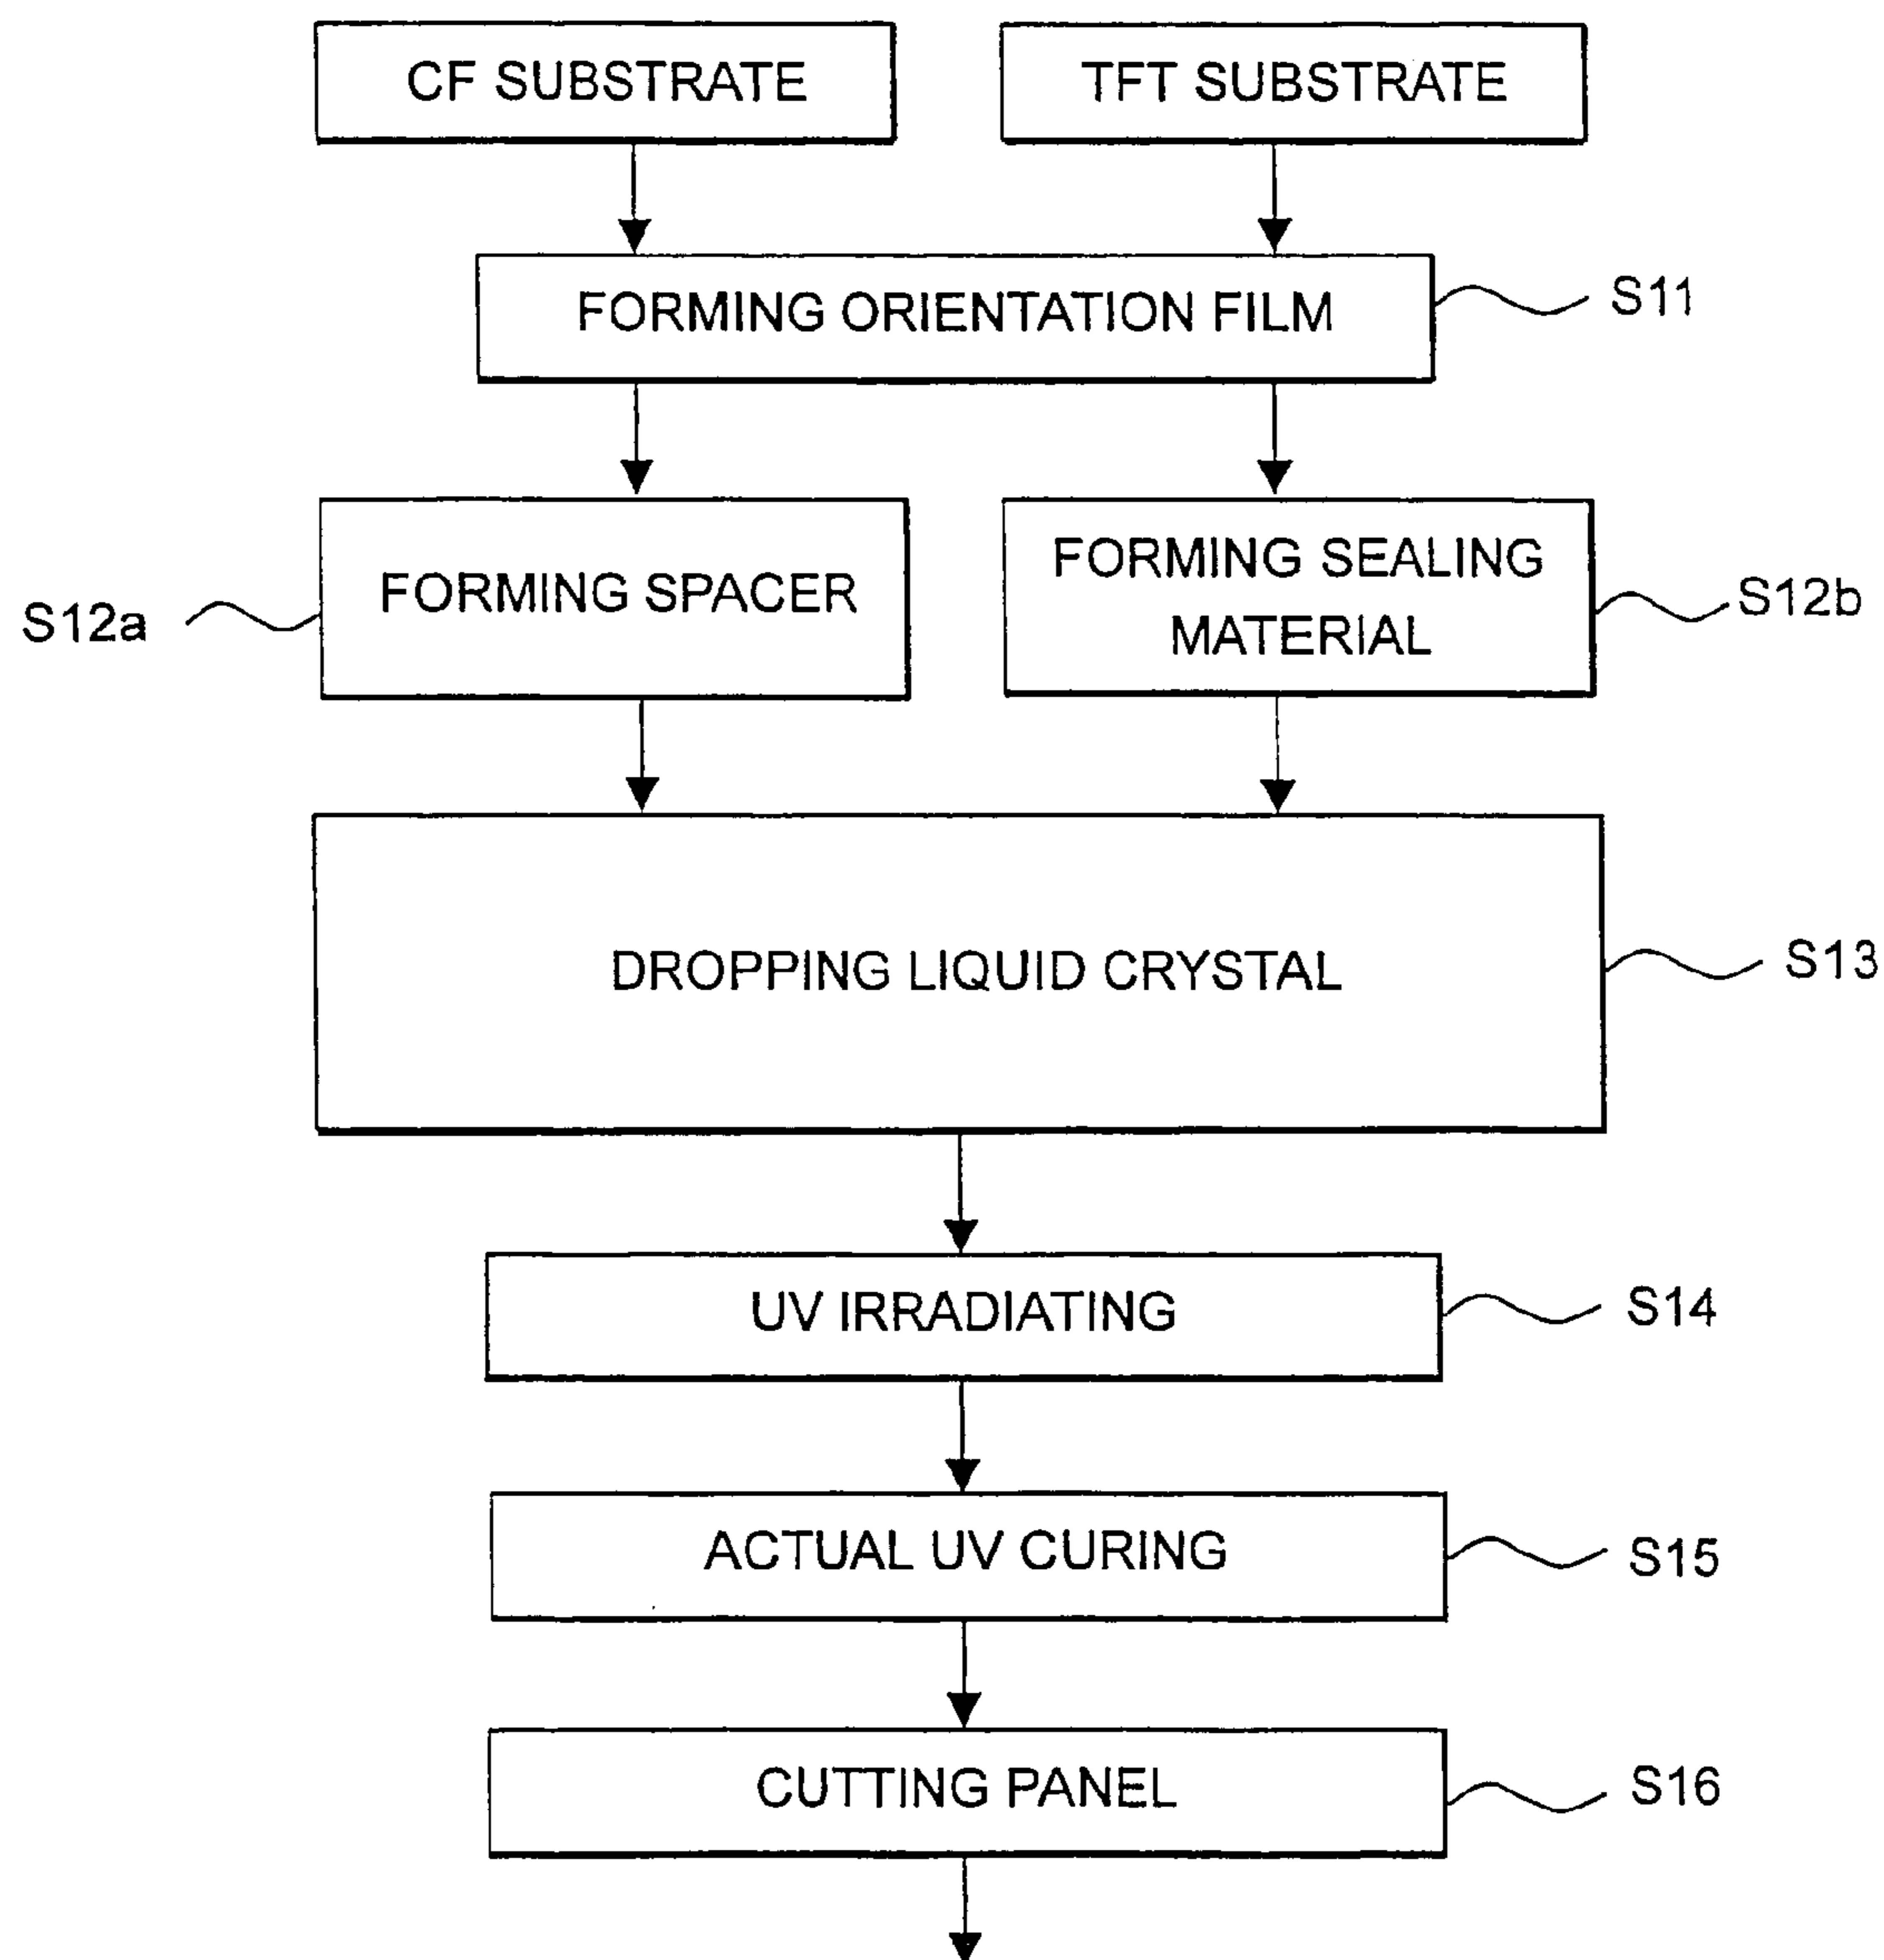 CF SUBSTRATE
TFT SUBSTRATE
FORMING ORIENTATION FILM
S11
S12a
FORMING SPACER
FORMING SEALING
MATERIAL
S12b
DROPPING LIQUID CRYSTAL
S13
UV IRRADIATING
S14
ACTUAL UV CURING
S15
CUTTING PANEL
S16